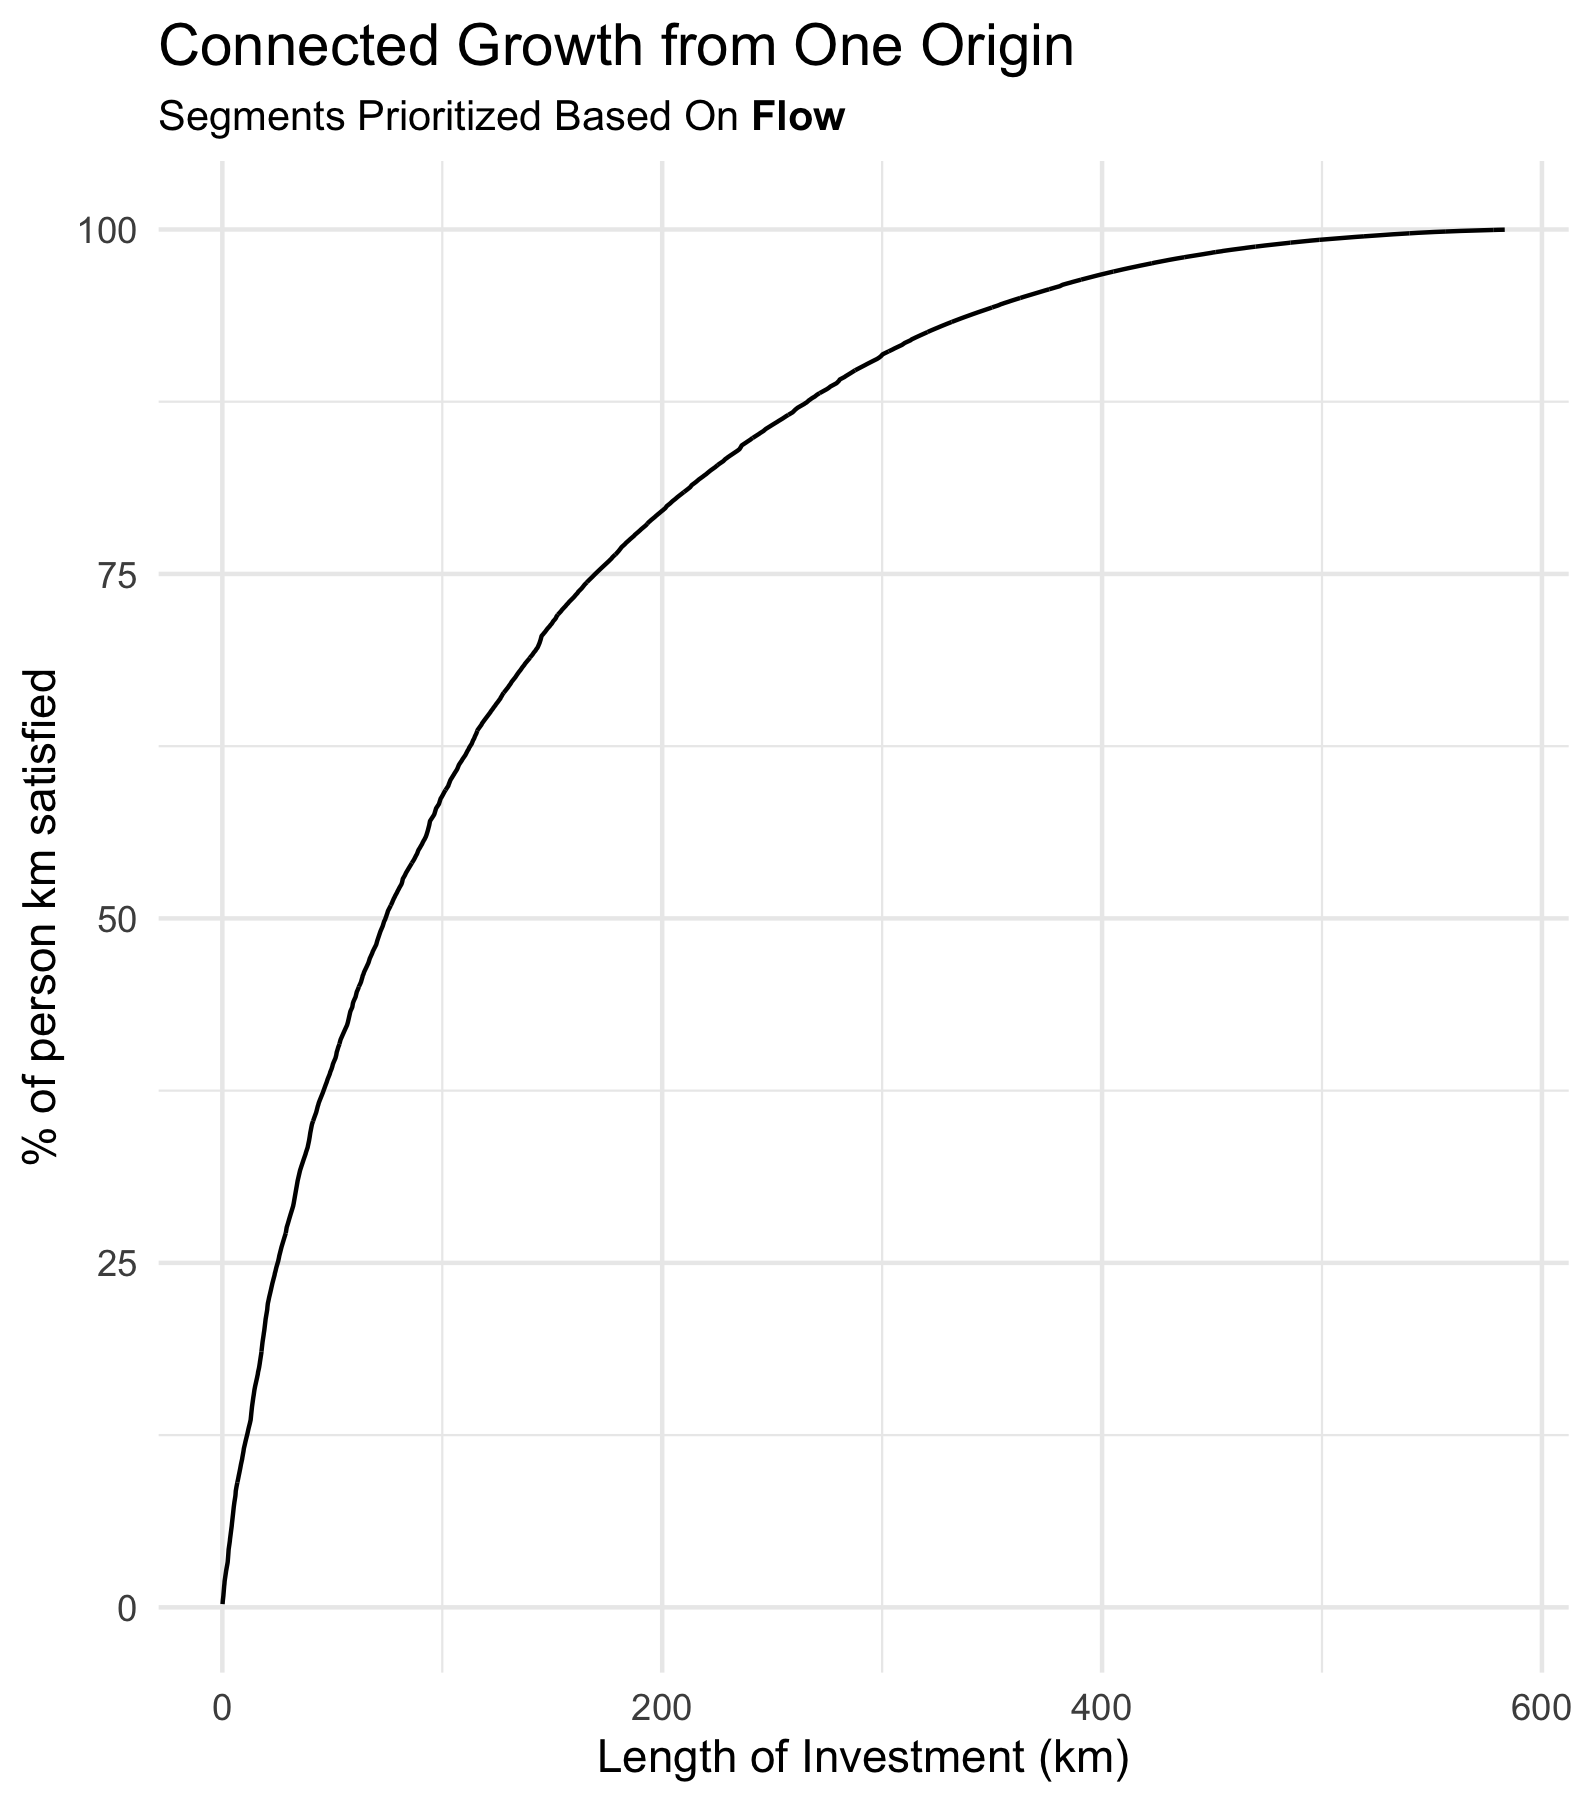 Connected Growth from One Origin
Segments Prioritized Based On Flow
100
75
50
25
0
% of person km satisfied
0 200 400 600
Length of Investment (km)